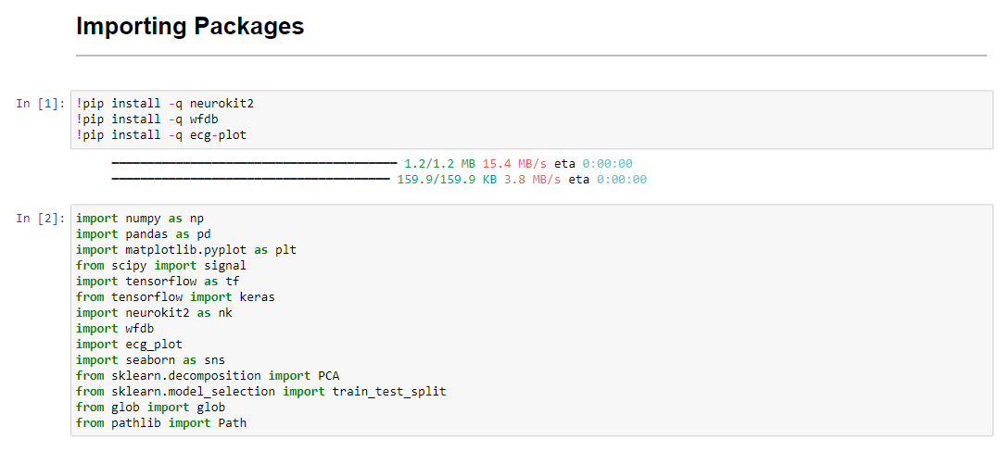 Importing Packages
In [1]:
!pip install -q neurokit2
!pip install -q wfdb
!pip install -q ecg-plot
1.2/1.2 MB 15.4 MB/s eta 0:00:00
159.9/159.9 KB 3.8 MB/s eta 0:00:00
In [2]:
import numpy as np
import pandas as pd
import matplotlib.pyplot as plt
from scipy import signal
import tensorflow as tf
from tensorflow import keras
import neurokit2 as nk
import wfdb
import ecg_plot
import seaborn as sns
from sklearn.decomposition import PCA
from sklearn.model_selection import train_test_split
from glob import glob
from pathlib import Path